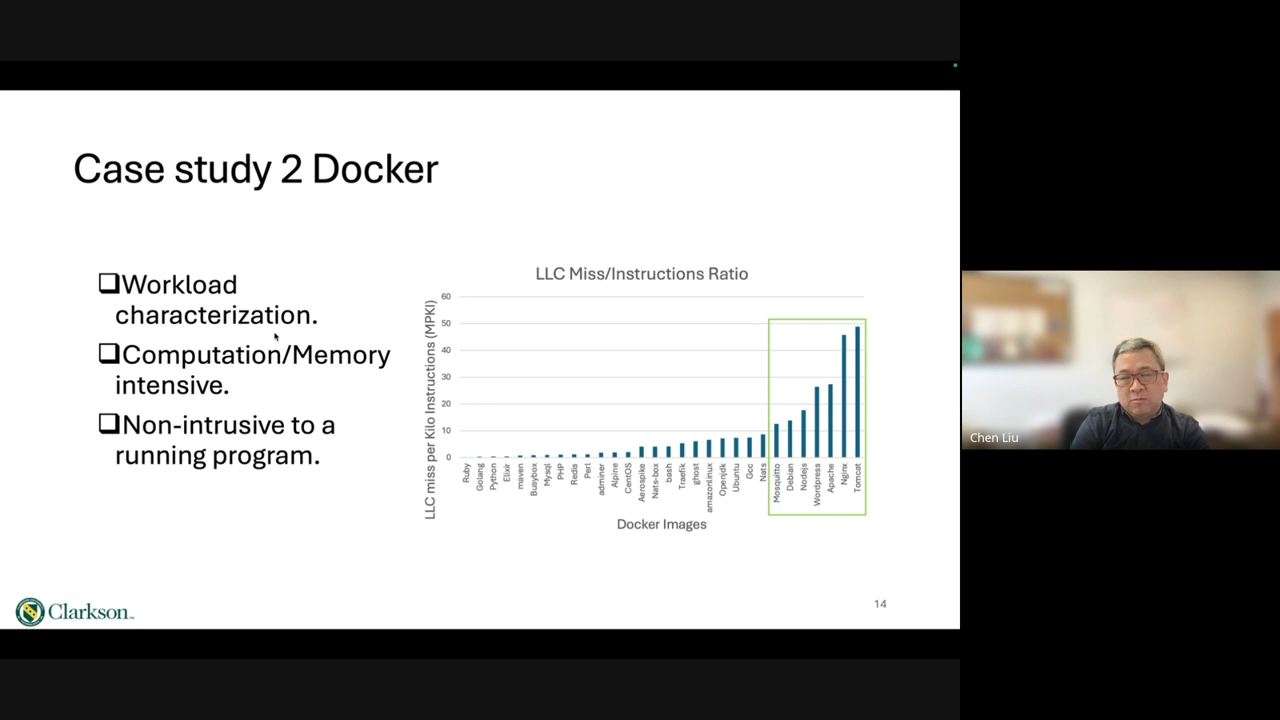 Case study 2 Docker
❑Workload
characterization.
❑Computation/Memory
intensive.
❑Non-intrusive to a
running program.
LLC Miss/Instructions Ratio
LLC miss per Kilo Instructions (MPKI)
60
50
40
30
20
10
0
Ruby
Golang
Python
Elixir
maven
Busybox
Mysql
PHP
Redis
Perl
adminer
Alpine
CentOS
Aerospike
Nats-box
bash
Traefik
ghost
amazonlinux
Openjdk
Ubuntu
Gcc
Nats
Mosquitto
Debian
Nodejs
Wordpress
Apache
Nginx
Tomcat
Docker Images
Clarkson
14
Chen Liu